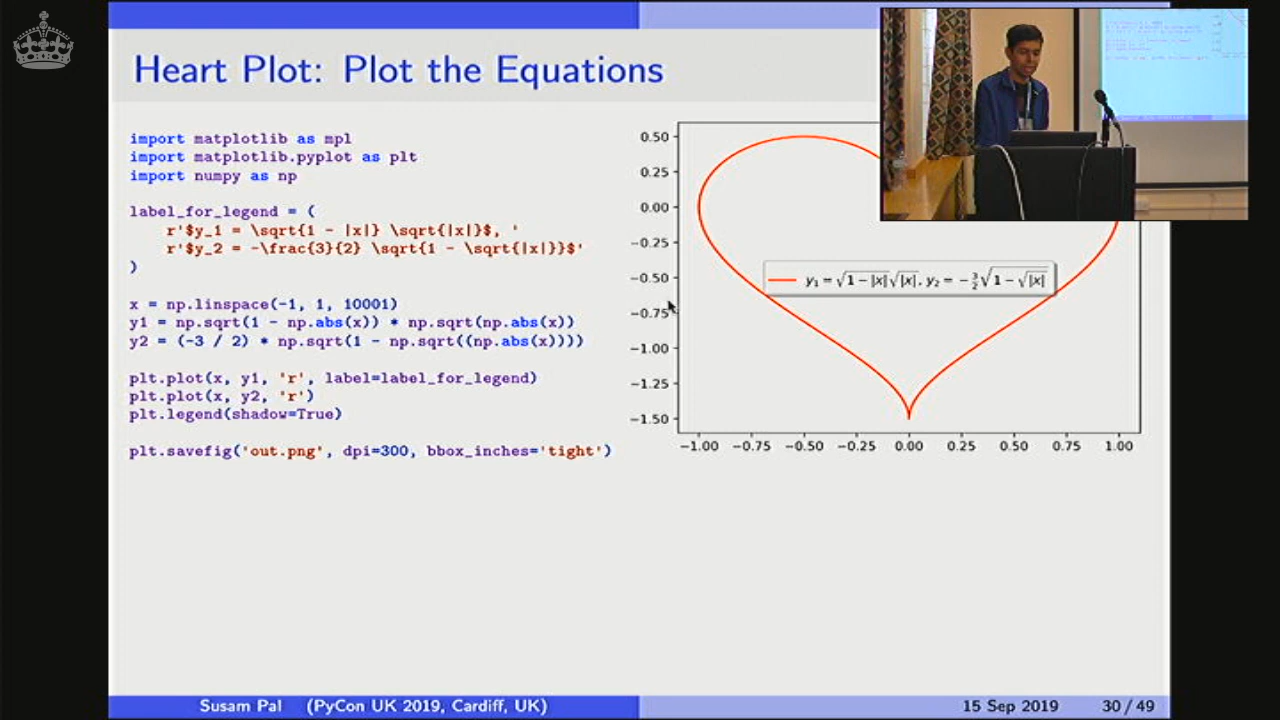 Heart Plot: Plot the Equations
import matplotlib as mpl
import matplotlib.pyplot as plt
import numpy as np
label_for_legend = (
r'$y_1 = \sqrt{1 - |x|} \sqrt{|x|}$, '
r'$y_2 = -\frac{3}{2} \sqrt{1 - \sqrt{|x|}}$'
)
x = np.linspace(-1, 1, 10001)
y1 = np.sqrt(1 - np.abs(x)) * np.sqrt(np.abs(x))
y2 = (-3 / 2) * np.sqrt(1 - np.sqrt((np.abs(x))))
plt.plot(x, y1, 'r', label=label_for_legend)
plt.plot(x, y2, 'r')
plt.legend(shadow=True)
plt.savefig('out.png', dpi=300, bbox_inches='tight')
0.50
0.25
0.00
−0.25
−0.50
−0.75
−1.00
−1.25
−1.50
y₁ = √1−|x|√|x|, y₂ = −3/2√1−√|x|
−1.00 −0.75 −0.50 −0.25 0.00 0.25 0.50 0.75 1.00
Susam Pal (PyCon UK 2019, Cardiff, UK) 15 Sep 2019 30 / 49